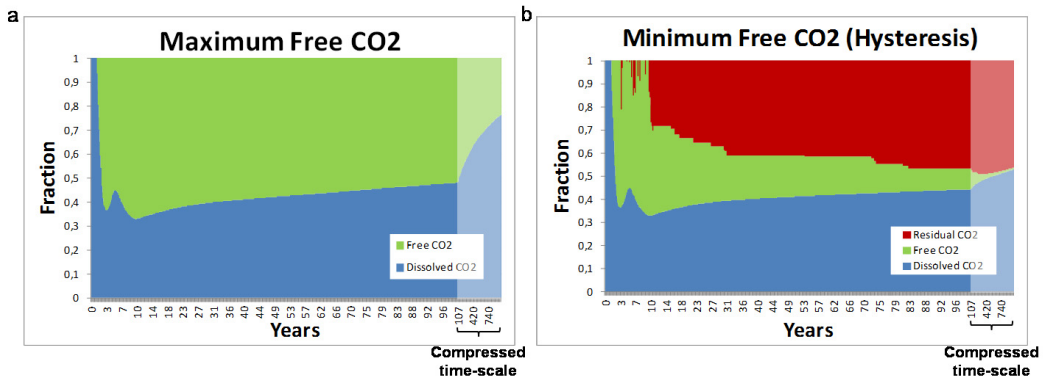 a
Maximum Free CO2
Fraction
1
0,9
0,8
0,7
0,6
0,5
0,4
0,3
0,2
0,1
0
Free CO2
Dissolved CO2
0 3 7 10 14 18 21 25 29 32 36 40 44 49 53 57 62 66 70 74 79 83 88 92 96 107 420 740
Years
Compressed
time-scale
b
Minimum Free CO2 (Hysteresis)
Fraction
1
0,9
0,8
0,7
0,6
0,5
0,4
0,3
0,2
0,1
0
Residual CO2
Free CO2
Dissolved CO2
0 3 7 10 14 18 23 27 31 36 40 44 49 53 57 62 66 70 75 79 83 88 92 96 107 420 740
Years
Compressed
time-scale